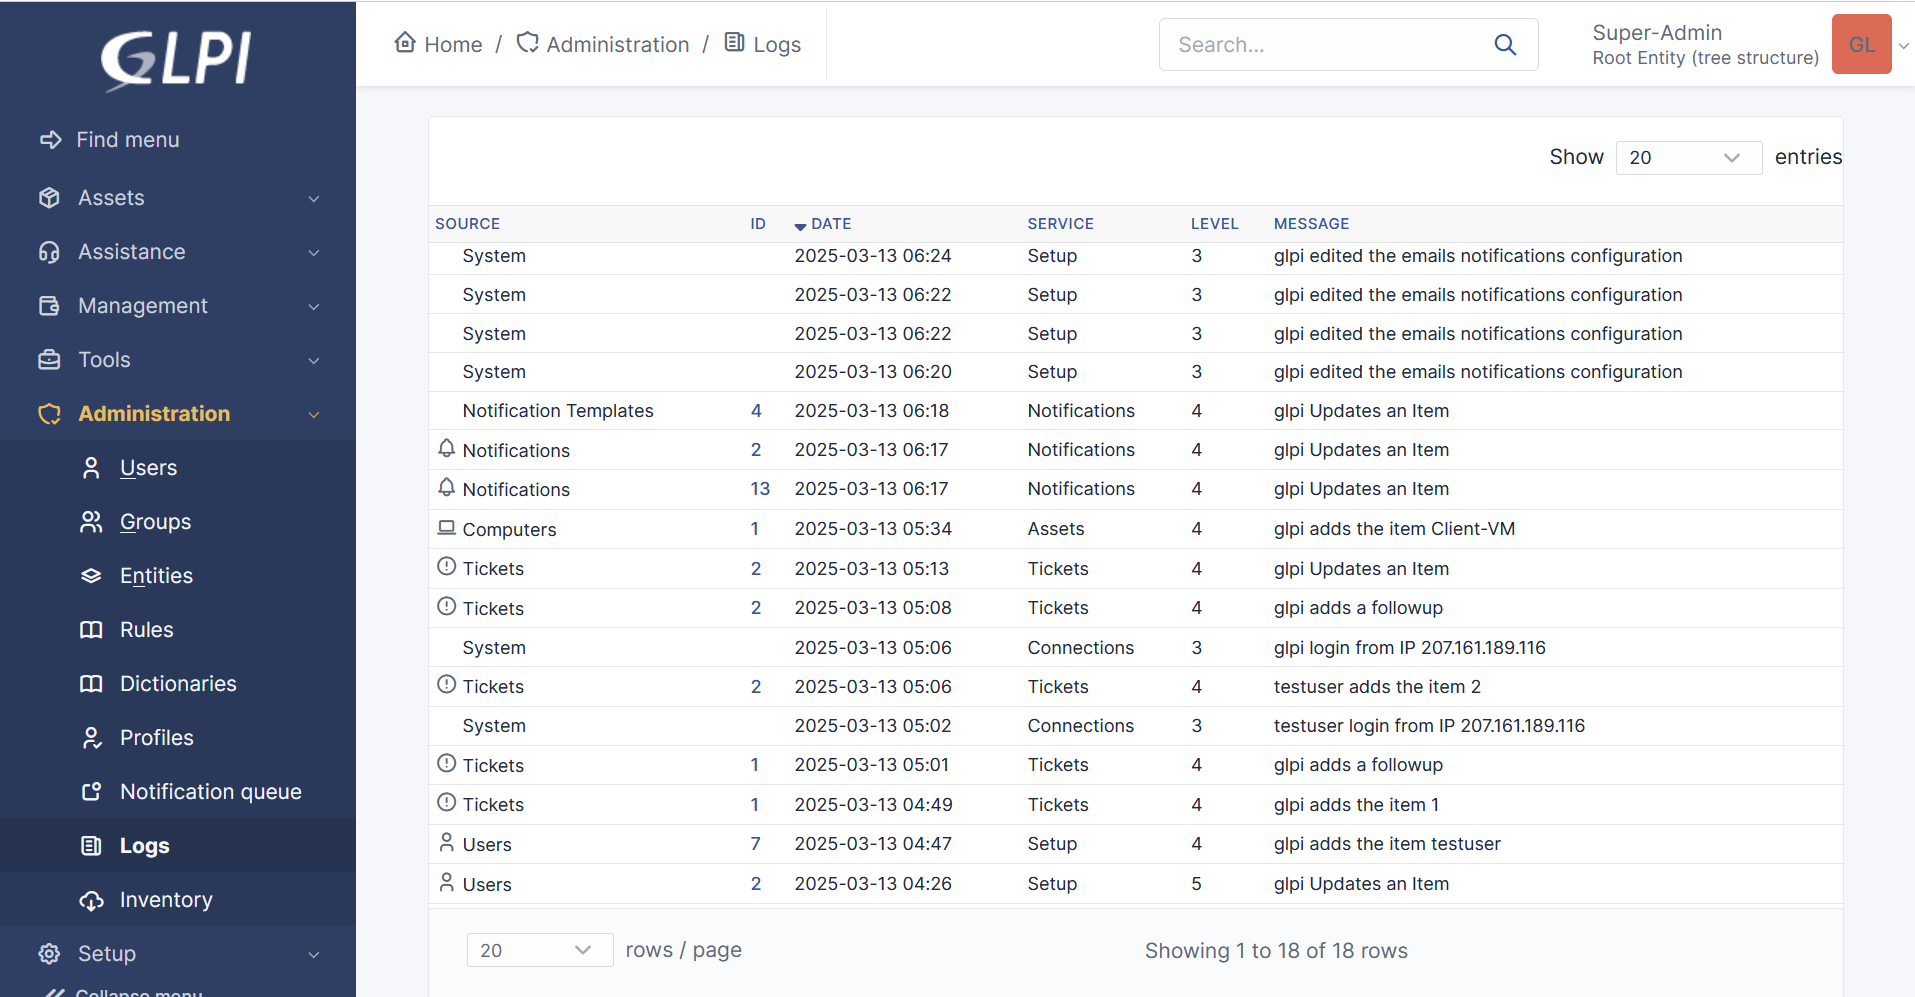 GLPI
Home / Administration / Logs
Search...
Super-Admin
Root Entity (tree structure)
GL
Find menu
Assets
Assistance
Management
Tools
Administration
Users
Groups
Entities
Rules
Dictionaries
Profiles
Notification queue
Logs
Inventory
Setup
Collapse menu
Show 20 entries
SOURCE ID DATE SERVICE LEVEL MESSAGE
System 2025-03-13 06:24 Setup 3 glpi edited the emails notifications configuration
System 2025-03-13 06:22 Setup 3 glpi edited the emails notifications configuration
System 2025-03-13 06:22 Setup 3 glpi edited the emails notifications configuration
System 2025-03-13 06:20 Setup 3 glpi edited the emails notifications configuration
Notification Templates 4 2025-03-13 06:18 Notifications 4 glpi Updates an Item
Notifications 2 2025-03-13 06:17 Notifications 4 glpi Updates an Item
Notifications 13 2025-03-13 06:17 Notifications 4 glpi Updates an Item
Computers 1 2025-03-13 05:34 Assets 4 glpi adds the item Client-VM
Tickets 2 2025-03-13 05:13 Tickets 4 glpi Updates an Item
Tickets 2 2025-03-13 05:08 Tickets 4 glpi adds a followup
System 2025-03-13 05:06 Connections 3 glpi login from IP 207.161.189.116
Tickets 2 2025-03-13 05:06 Tickets 4 testuser adds the item 2
System 2025-03-13 05:02 Connections 3 testuser login from IP 207.161.189.116
Tickets 1 2025-03-13 05:01 Tickets 4 glpi adds a followup
Tickets 1 2025-03-13 04:49 Tickets 4 glpi adds the item 1
Users 7 2025-03-13 04:47 Setup 4 glpi adds the item testuser
Users 2 2025-03-13 04:26 Setup 5 glpi Updates an Item
20 rows / page
Showing 1 to 18 of 18 rows